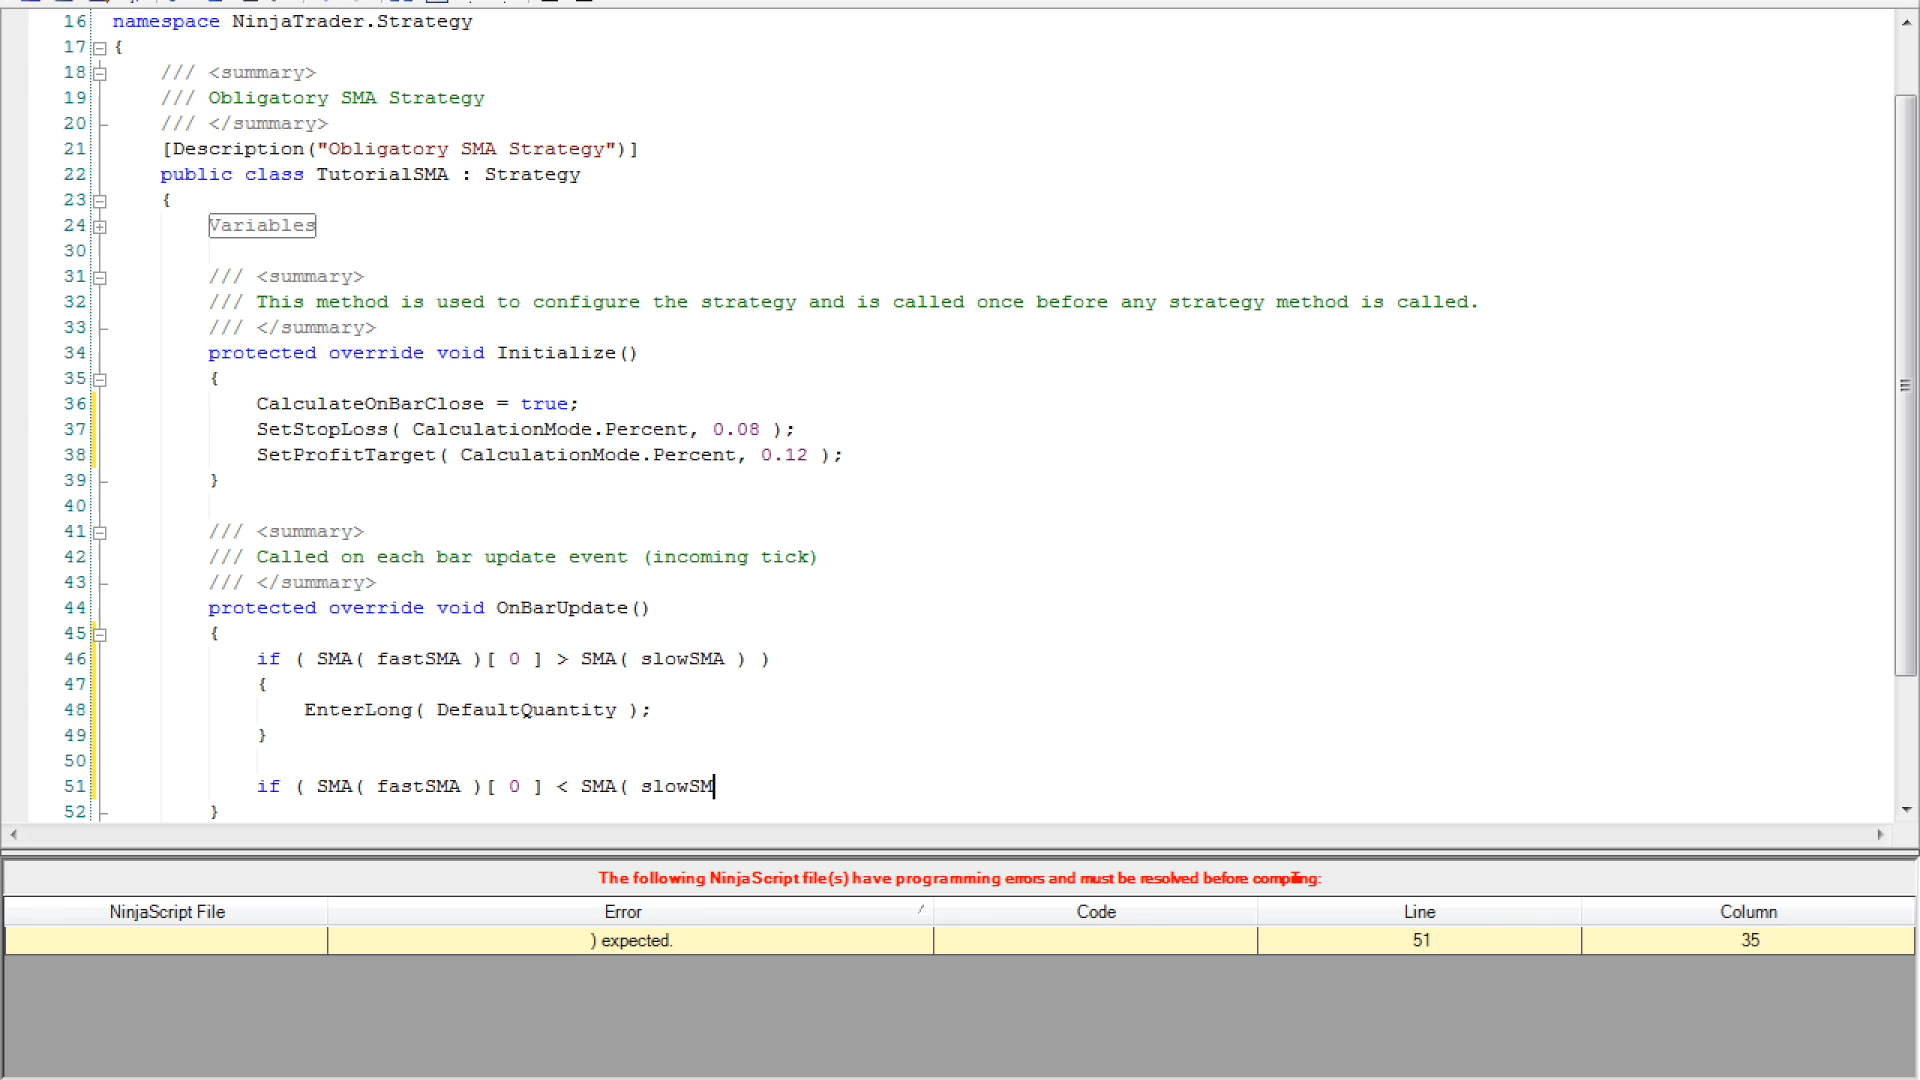 16 namespace NinjaTrader.Strategy
17 {
18 /// <summary>
19 /// Obligatory SMA Strategy
20 /// </summary>
21 [Description("Obligatory SMA Strategy")]
22 public class TutorialSMA : Strategy
23 {
24 Variables
30
31 /// <summary>
32 /// This method is used to configure the strategy and is called once before any strategy method is called.
33 /// </summary>
34 protected override void Initialize()
35 {
36 CalculateOnBarClose = true;
37 SetStopLoss( CalculationMode.Percent, 0.08 );
38 SetProfitTarget( CalculationMode.Percent, 0.12 );
39 }
40
41 /// <summary>
42 /// Called on each bar update event (incoming tick)
43 /// </summary>
44 protected override void OnBarUpdate()
45 {
46 if ( SMA( fastSMA )[ 0 ] > SMA( slowSMA ) )
47 {
48 EnterLong( DefaultQuantity );
49 }
50
51 if ( SMA( fastSMA )[ 0 ] < SMA( slowSM
52 }
The following NinjaScript file(s) have programming errors and must be resolved before compiling:
NinjaScript File Error Code Line Column
) expected. 51 35